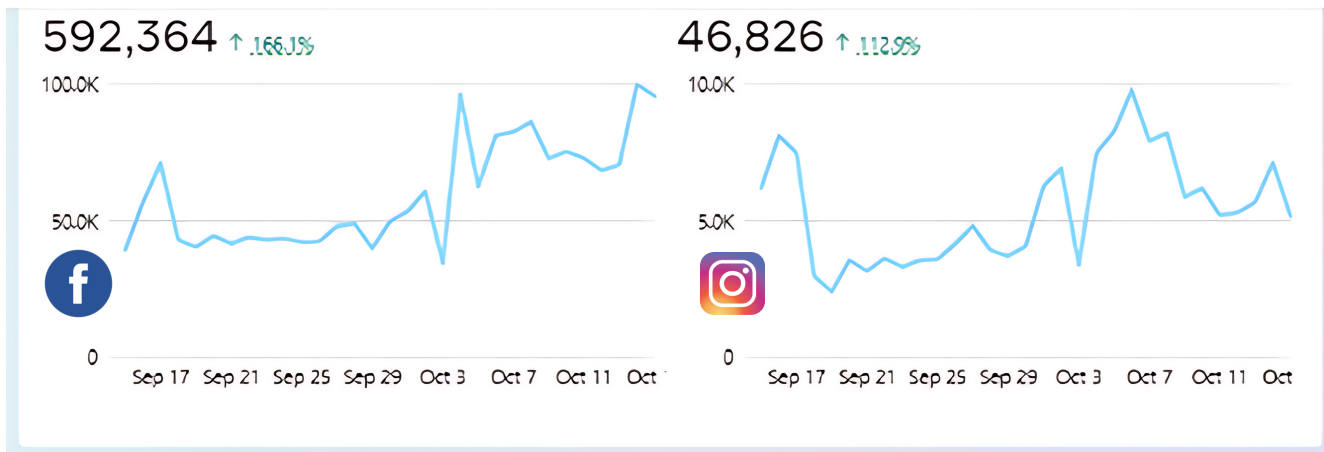 592,364 ↑ 166.1%
100.0K
50.0K
0
Sep 17 Sep 21 Sep 25 Sep 29 Oct 3 Oct 7 Oct 11 Oct
46,826 ↑ 112.9%
10.0K
5.0K
0
Sep 17 Sep 21 Sep 25 Sep 29 Oct 3 Oct 7 Oct 11 Oct